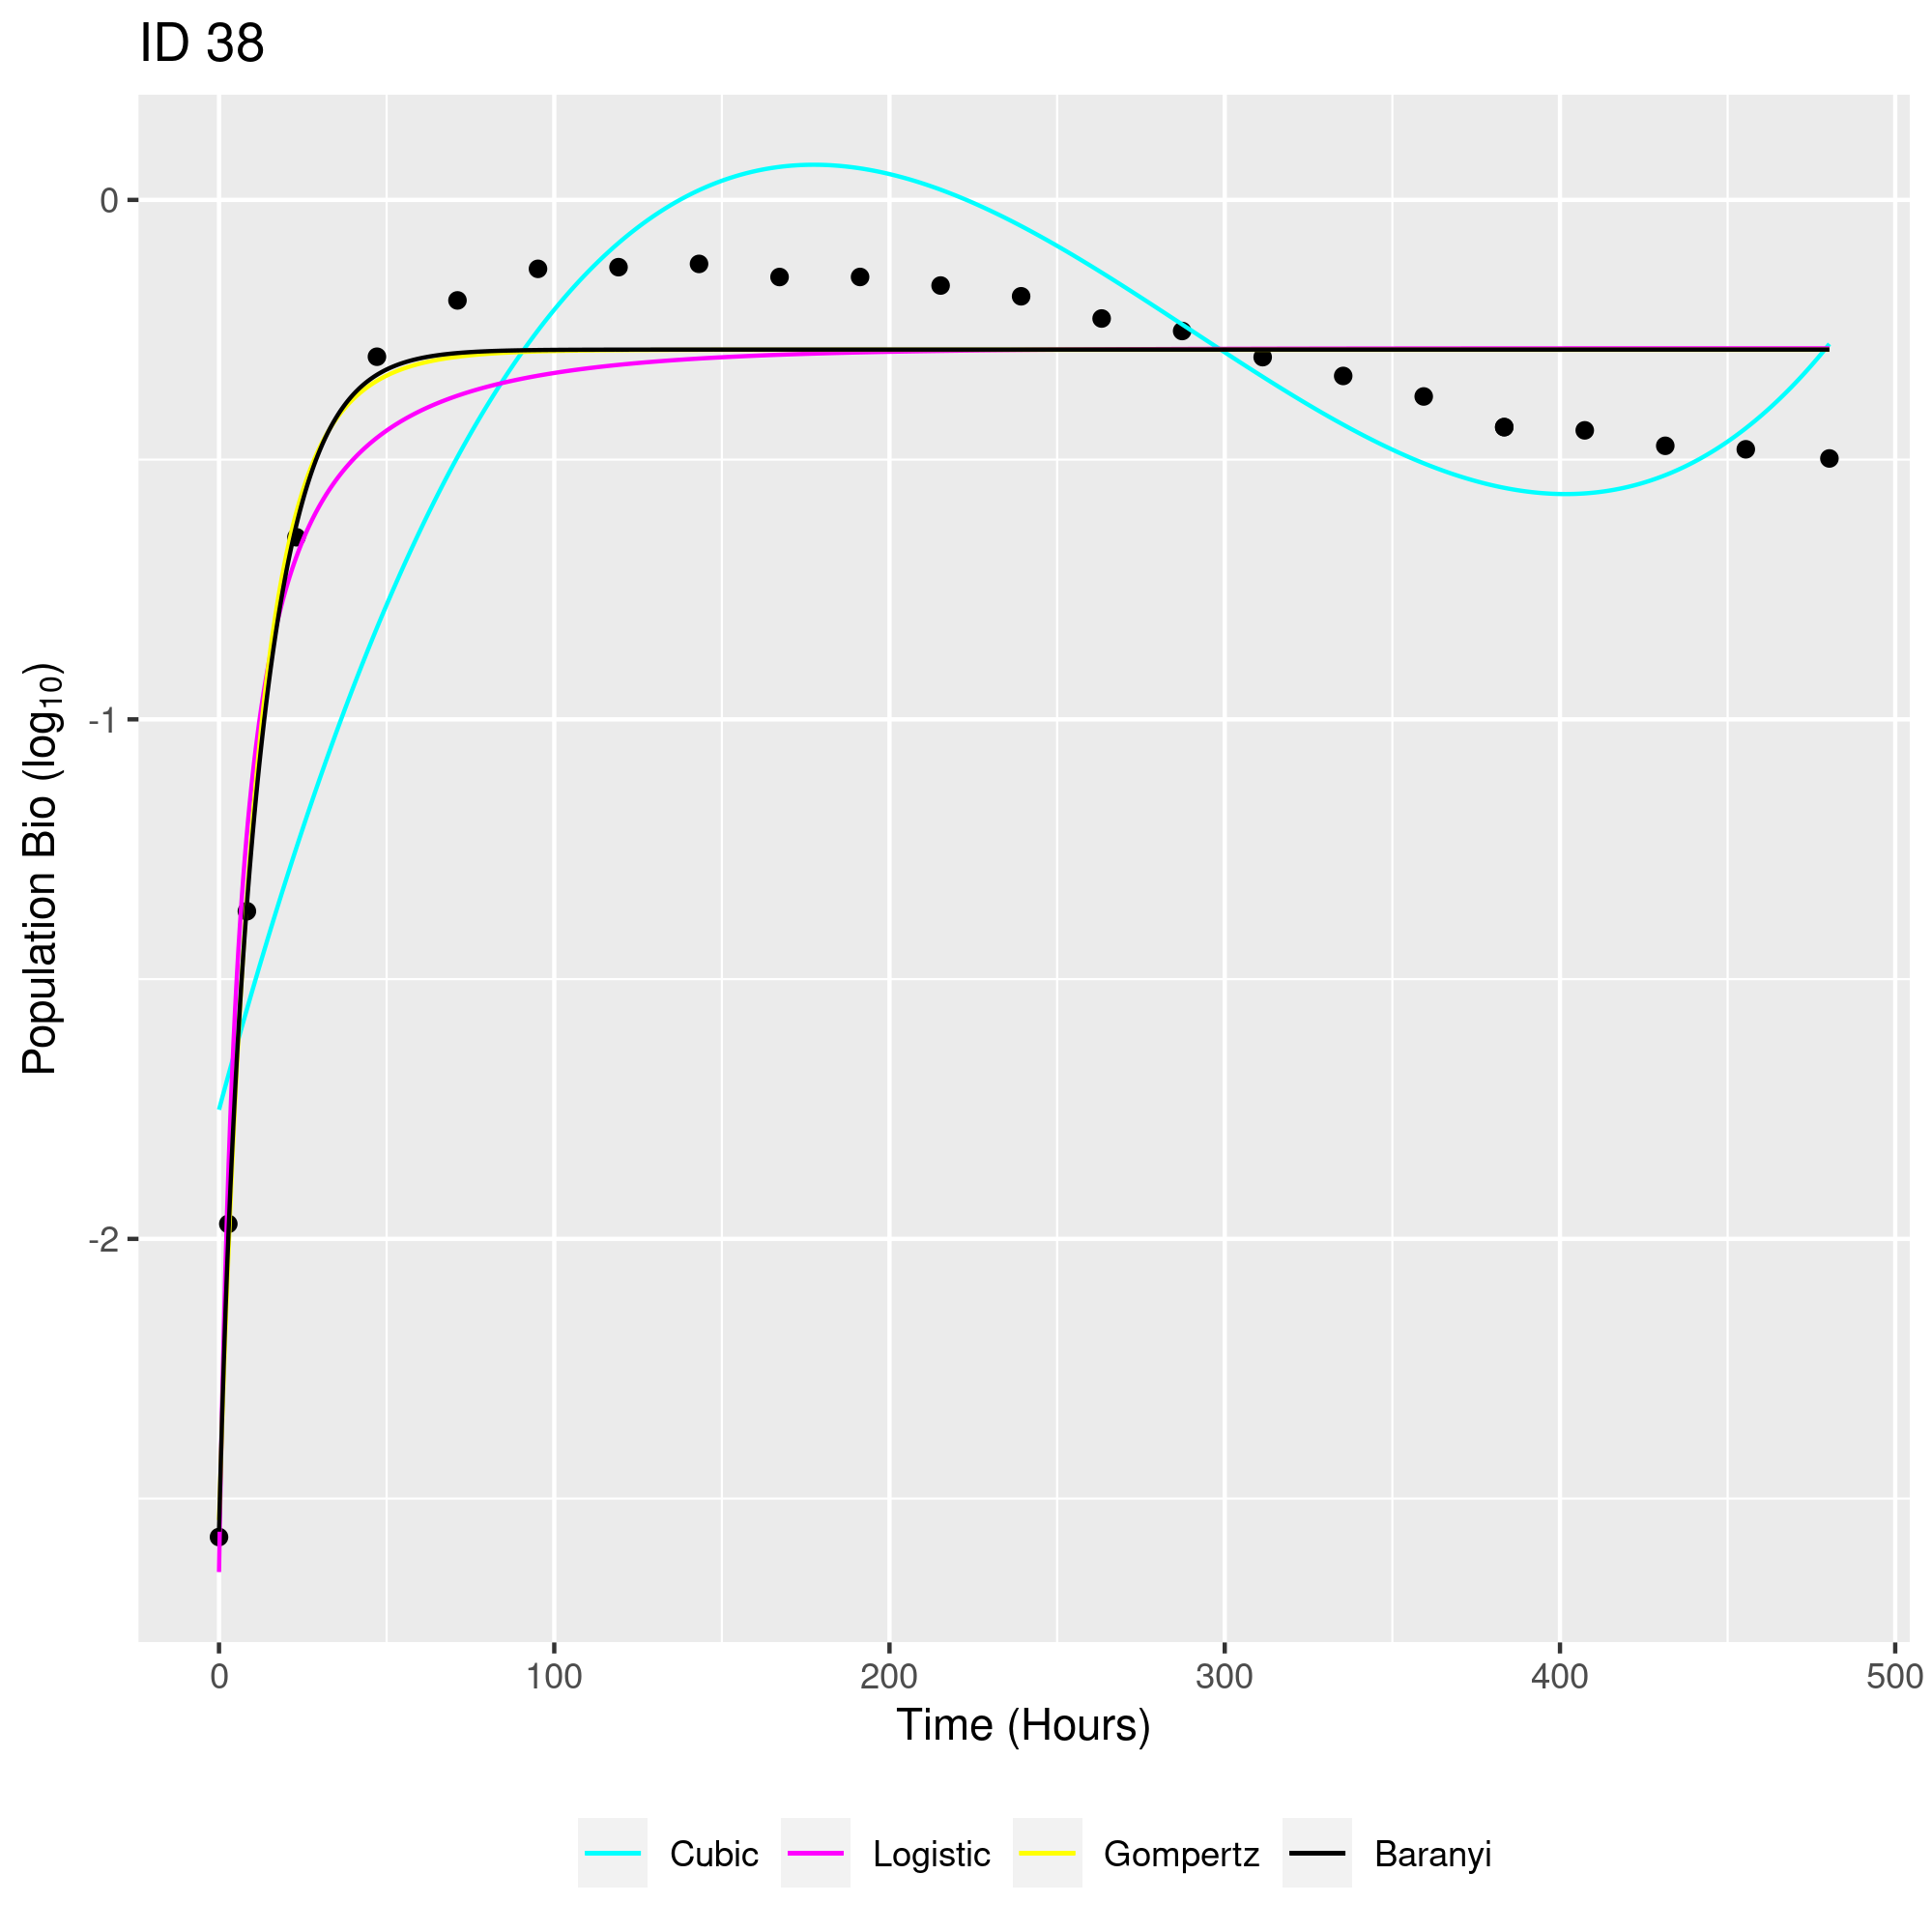 ID 38
Population Bio (log₁₀)
0
-1
-2
0 100 200 300 400 500
Time (Hours)
Cubic Logistic Gompertz Baranyi